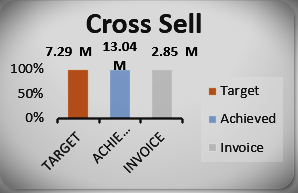 Cross Sell
7.29 M
13.04
M
2.85 M
100%
50%
0%
TARGET
ACHIE...
INVOICE
Target
Achieved
Invoice